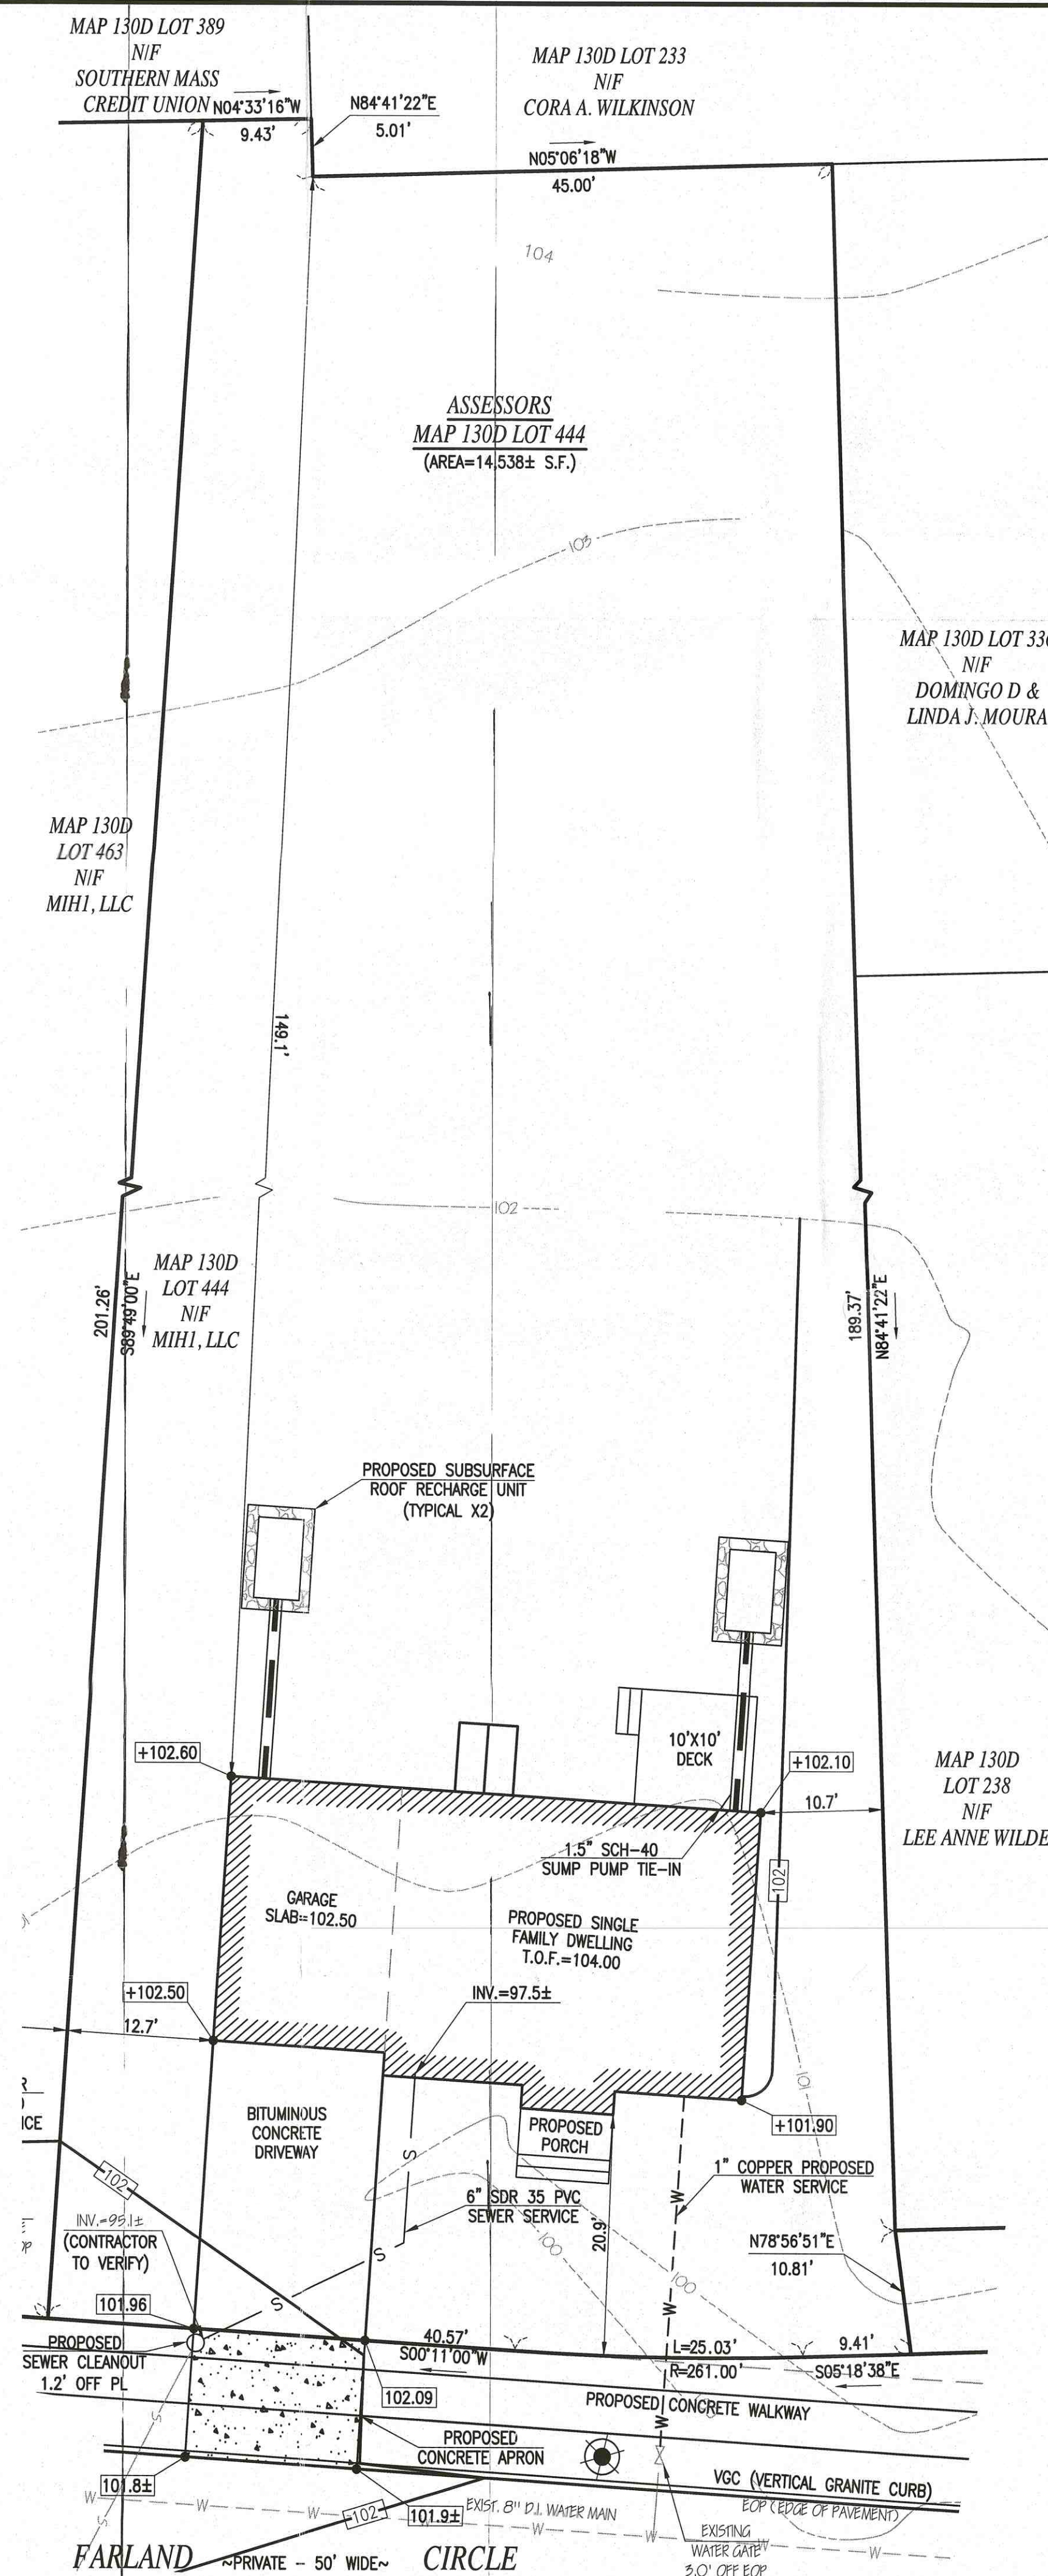 MAP 130D LOT 389
N/F
SOUTHERN MASS
CREDIT UNION
N04°33'16"W
9.43'
N84°41'22"E
5.01'
MAP 130D LOT 233
N/F
CORA A. WILKINSON
N05°06'18"W
45.00'
104
ASSESSORS
MAP 130D LOT 444
(AREA=14,538± S.F.)
103
N/F
DOMINGO D &
LINDA J. MOURA
MAP 130D
LOT 463
N/F
MIH1, LLC
149.1'
102
MAP 130D
LOT 444
N/F
MIH1, LLC
201.26'
S89°49'00"E
189.37'
N84°41'22"E
PROPOSED SUBSURFACE
ROOF RECHARGE UNIT
(TYPICAL X2)
10'X10'
DECK
+102.60
+102.10
10.7'
MAP 130D
LOT 238
N/F
LEE ANNE WILDE
1.5" SCH-40
SUMP PUMP TIE-IN
102
GARAGE
SLAB=102.50
PROPOSED SINGLE
FAMILY DWELLING
T.O.F.=104.00
+102.50
INV.=97.5±
12.7'
101
BITUMINOUS
CONCRETE
DRIVEWAY
PROPOSED
PORCH
+101.90
S
102
1" COPPER PROPOSED
WATER SERVICE
W
6" SDR 35 PVC
SEWER SERVICE
INV.=95.1±
(CONTRACTOR
TO VERIFY)
20.9'
100
N78°56'51"E
10.81'
S
100
S
101.96
W
40.57'
S00°11'00"W
L=25.03'
R=261.00'
9.41'
S05°18'38"E
PROPOSED
SEWER CLEANOUT
1.2' OFF PL
102.09
PROPOSED CONCRETE WALKWAY
S
W
PROPOSED
CONCRETE APRON
101.8±
101.9±
VGC (VERTICAL GRANITE CURB)
EOP (EDGE OF PAVEMENT)
W
W
W
102
EXIST. 8" D.I. WATER MAIN
W
W
W
W
S
EXISTING
WATER GATE
3.0' OFF EOP
FARLAND ~PRIVATE - 50' WIDE~ CIRCLE